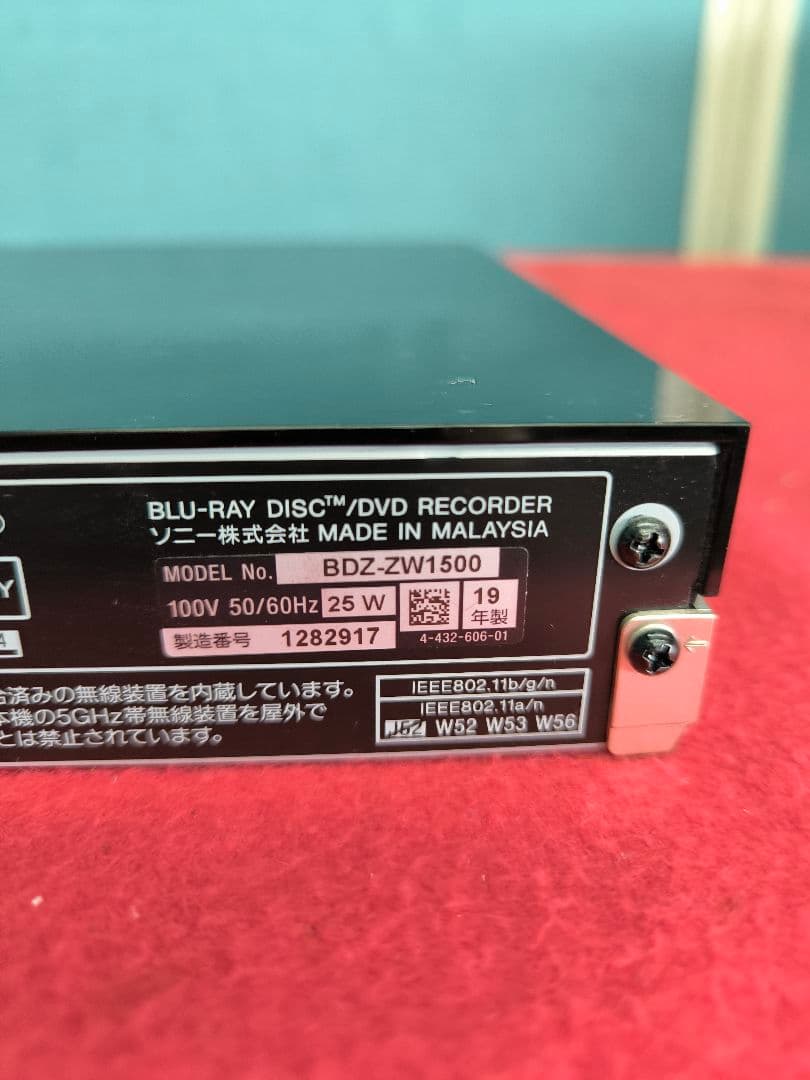 BLU-RAY DISC™/DVD RECORDER
ソニー株式会社 MADE IN MALAYSIA
MODEL No. BDZ-ZW1500
100V 50/60Hz 25 W
19
年製
製造番号 1282917
4-432-606-01
Y
4
済みの無線装置を内蔵しています。
本機の5GHz帯無線装置を屋外で
とは禁止されています。
IEEE802.11b/g/n
IEEE802.11a/n
J52 W52 W53 W56